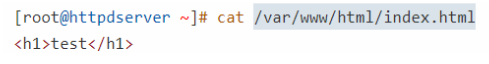 [root@httpdserver ~]# cat /var/www/html/index.html
<h1>test</h1>